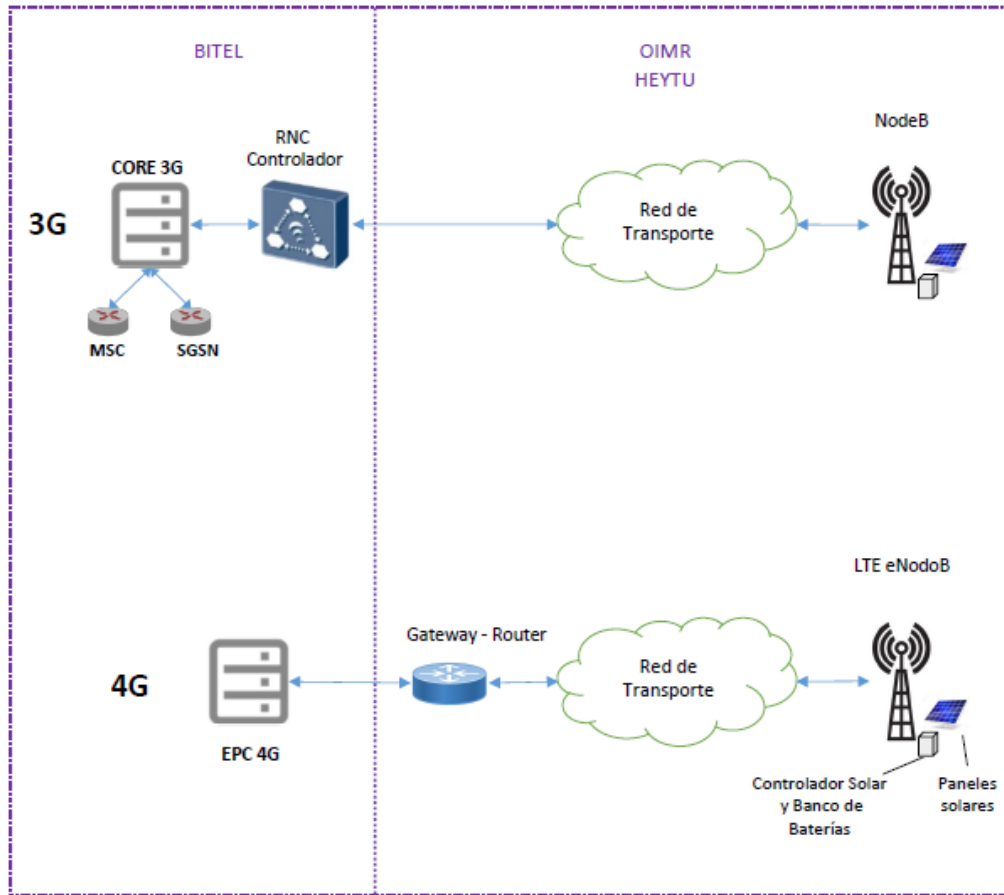 BITEL
OIMR
HEYTU
RNC
Controlador
NodeB
CORE 3G
3G
Red de
Transporte
MSC
SGSN
LTE eNodoB
Gateway - Router
4G
Red de
Transporte
EPC 4G
Controlador Solar
y Banco de
Baterías
Paneles
solares